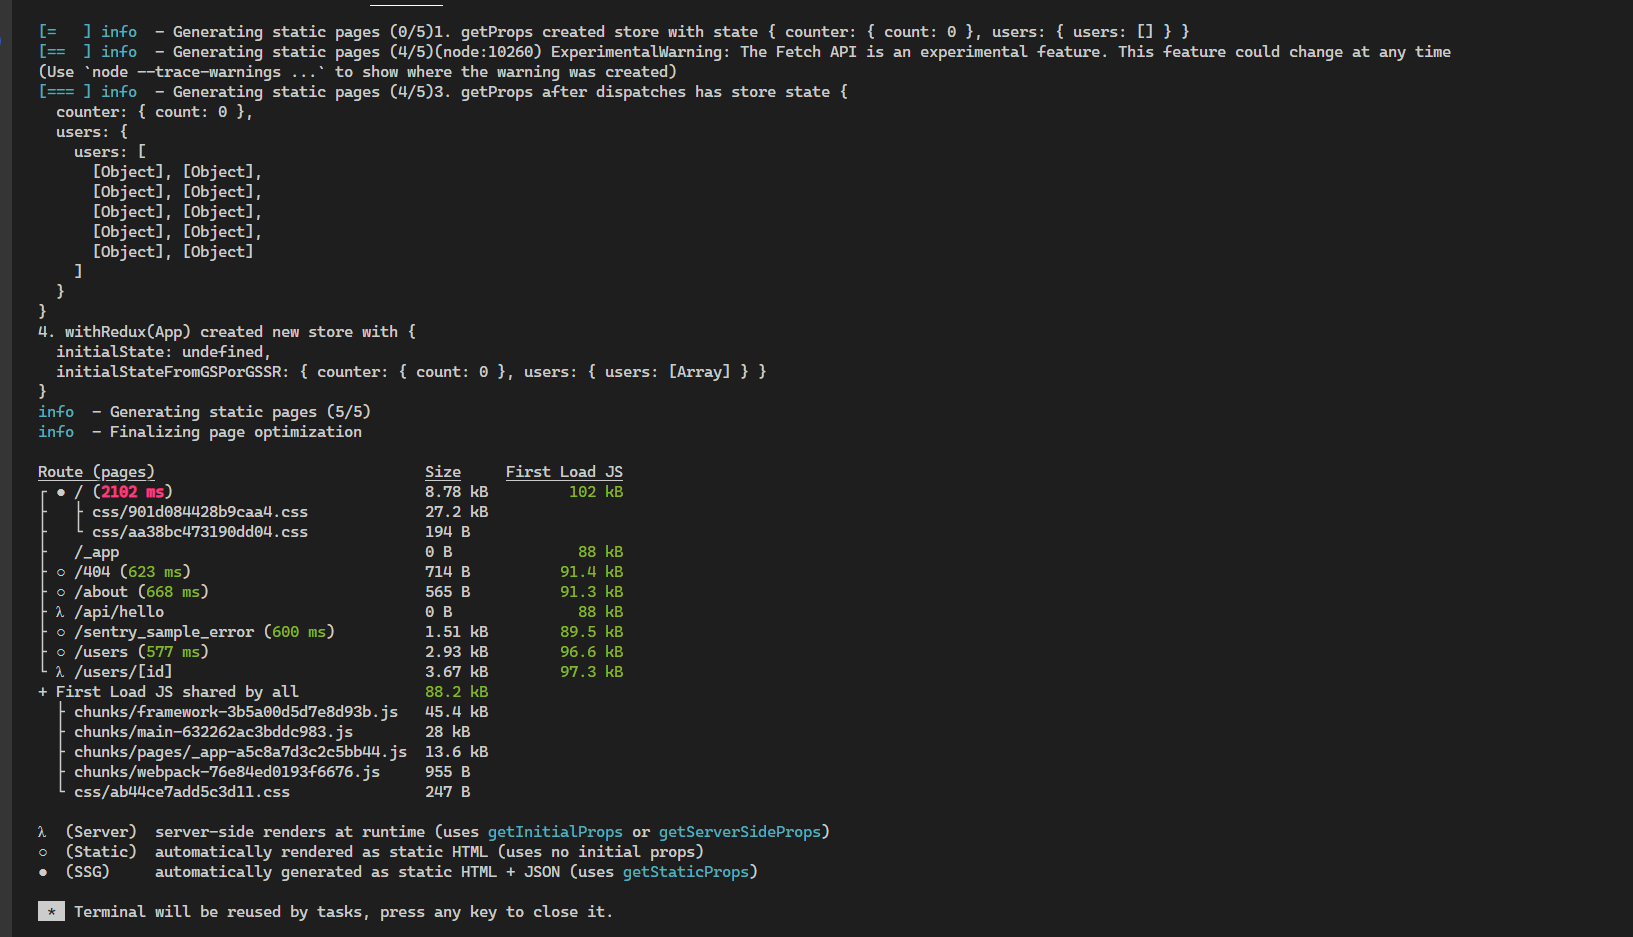 [=   ] info  - Generating static pages (0/5)1. getProps created store with state { counter: { count: 0 }, users: { users: [] } }
[==  ] info  - Generating static pages (4/5)(node:10260) ExperimentalWarning: The Fetch API is an experimental feature. This feature could change at any time
(Use `node --trace-warnings ...` to show where the warning was created)
[=== ] info  - Generating static pages (4/5)3. getProps after dispatches has store state {
  counter: { count: 0 },
  users: {
    users: [
      [Object], [Object],
      [Object], [Object],
      [Object], [Object],
      [Object], [Object],
      [Object], [Object]
    ]
  }
}
4. withRedux(App) created new store with {
  initialState: undefined,
  initialStateFromGSPorGSSR: { counter: { count: 0 }, users: { users: [Array] } }
}
info  - Generating static pages (5/5)
info  - Finalizing page optimization
Route (pages)                              Size     First Load JS
┌ ● / (2102 ms)                            8.78 kB         102 kB
├   ├ css/901d084428b9caa4.css             27.2 kB
├   └ css/aa38bc473190dd04.css             194 B
├   /_app                                  0 B              88 kB
├ ○ /404 (623 ms)                          714 B          91.4 kB
├ ○ /about (668 ms)                        565 B          91.3 kB
├ λ /api/hello                             0 B              88 kB
├ ○ /sentry_sample_error (600 ms)          1.51 kB        89.5 kB
├ ○ /users (577 ms)                        2.93 kB        96.6 kB
└ λ /users/[id]                            3.67 kB        97.3 kB
+ First Load JS shared by all              88.2 kB
  ├ chunks/framework-3b5a00d5d7e8d93b.js   45.4 kB
  ├ chunks/main-632262ac3bddc983.js        28 kB
  ├ chunks/pages/_app-a5c8a7d3c2c5bb44.js  13.6 kB
  ├ chunks/webpack-76e84ed0193f6676.js     955 B
  └ css/ab44ce7add5c3d11.css               247 B
λ  (Server)  server-side renders at runtime (uses getInitialProps or getServerSideProps)
○  (Static)  automatically rendered as static HTML (uses no initial props)
●  (SSG)     automatically generated as static HTML + JSON (uses getStaticProps)
 *  Terminal will be reused by tasks, press any key to close it.